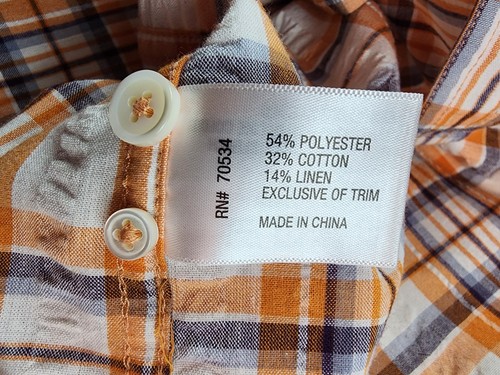 RN# 70534
54% POLYESTER
32% COTTON
14% LINEN
EXCLUSIVE OF TRIM
MADE IN CHINA